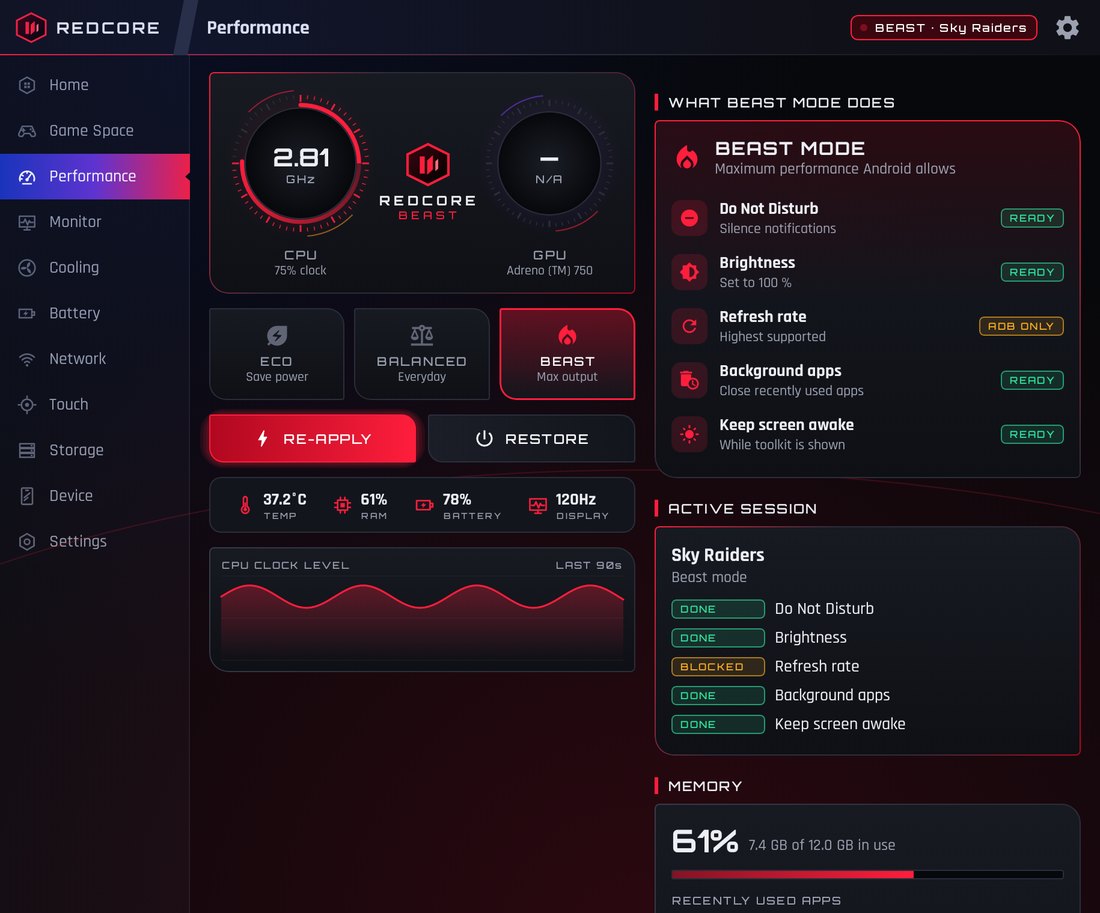 REDCORE
Performance
BEAST · Sky Raiders
Home
Game Space
Performance
Monitor
Cooling
Battery
Network
Touch
Storage
Device
Settings
2.81
GHz
CPU
75% clock
REDCORE
BEAST
–
N/A
GPU
Adreno (TM) 750
ECO
Save power
BALANCED
Everyday
BEAST
Max output
RE-APPLY
RESTORE
37.2°C
TEMP
61%
RAM
78%
BATTERY
120Hz
DISPLAY
CPU CLOCK LEVEL
LAST 90s
WHAT BEAST MODE DOES
BEAST MODE
Maximum performance Android allows
Do Not Disturb
Silence notifications
READY
Brightness
Set to 100 %
READY
Refresh rate
Highest supported
ADB ONLY
Background apps
Close recently used apps
READY
Keep screen awake
While toolkit is shown
READY
ACTIVE SESSION
Sky Raiders
Beast mode
DONE Do Not Disturb
DONE Brightness
BLOCKED Refresh rate
DONE Background apps
DONE Keep screen awake
MEMORY
61% 7.4 GB of 12.0 GB in use
RECENTLY USED APPS